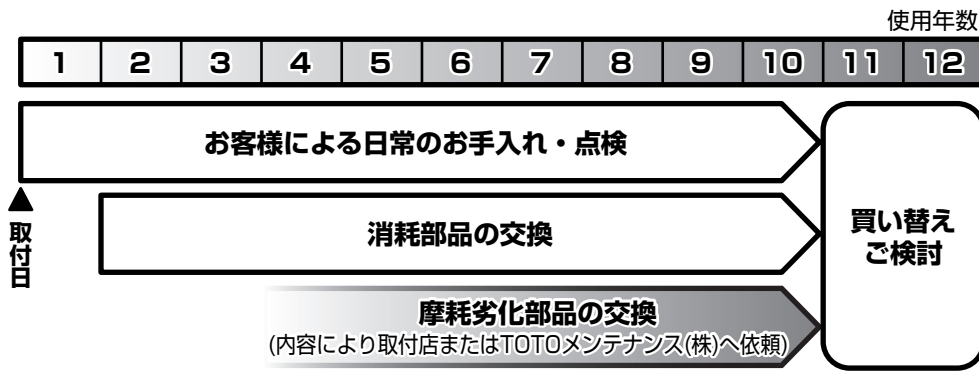 使用年数
1 2 3 4 5 6 7 8 9 10 11 12
お客様による日常のお手入れ・点検
取付日
消耗部品の交換
買い替え
ご検討
摩耗劣化部品の交換
(内容により取付店またはTOTOメンテナンス(株)へ依頼)